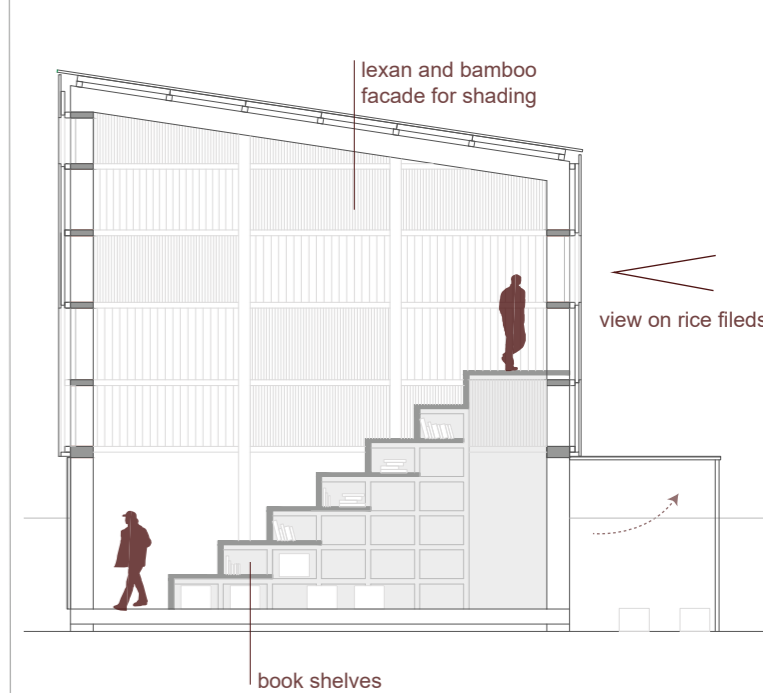 lexan and bamboo
facade for shading
view on rice fileds
book shelves